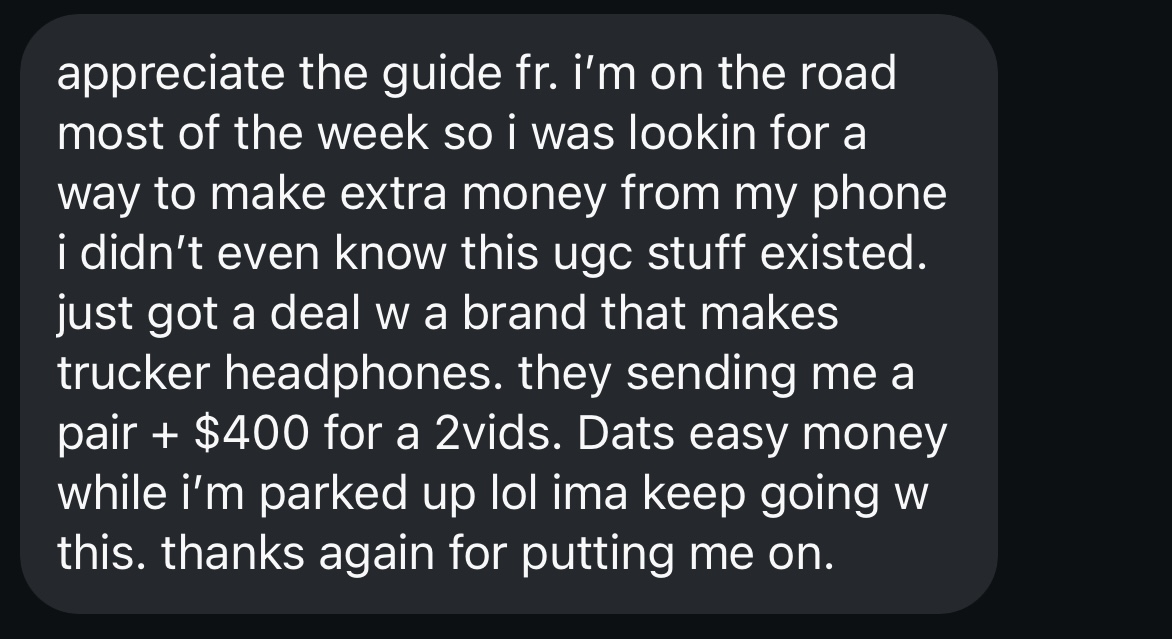 appreciate the guide fr. i’m on the road
most of the week so i was lookin for a
way to make extra money from my phone
i didn’t even know this ugc stuff existed.
just got a deal w a brand that makes
trucker headphones. they sending me a
pair + $400 for a 2vids. Dats easy money
while i’m parked up lol ima keep going w
this. thanks again for putting me on.